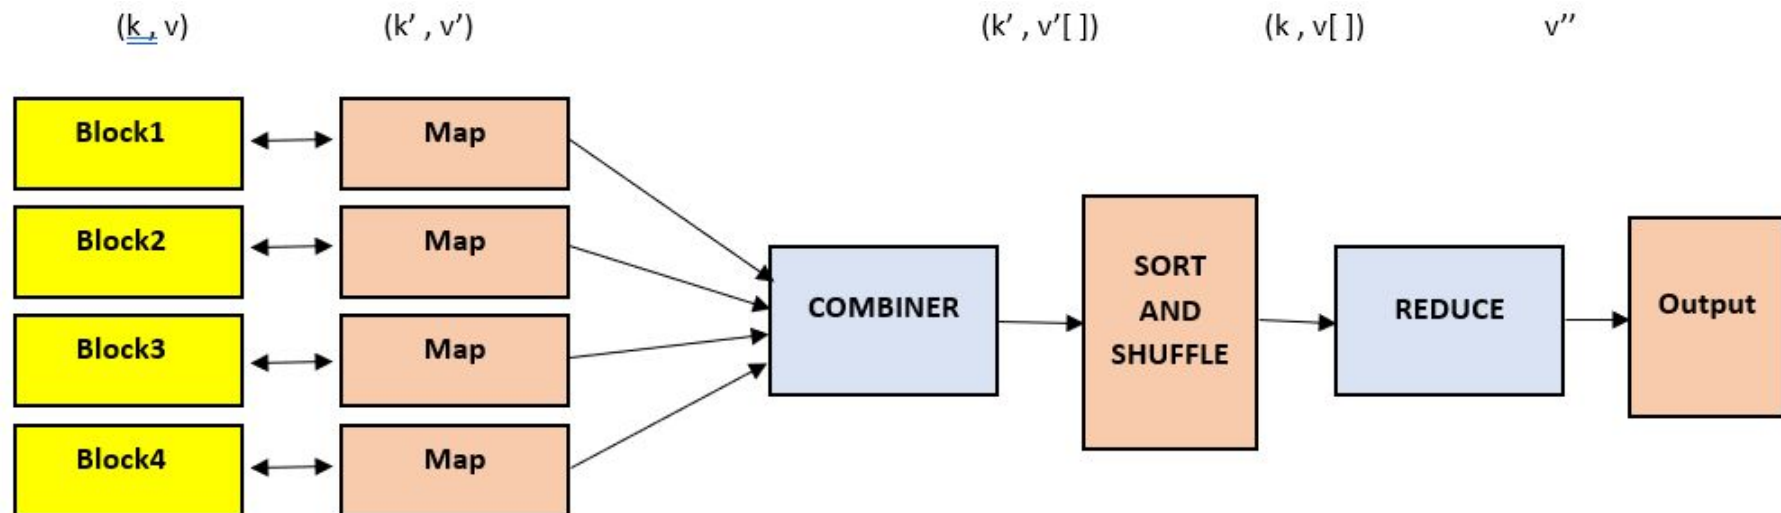 (k , v)
(k’ , v’)
(k’ , v’[ ])
(k , v[ ])
v’’
Block1
Map
Block2
Map
Block3
Map
Block4
Map
COMBINER
SORT
AND
SHUFFLE
REDUCE
Output